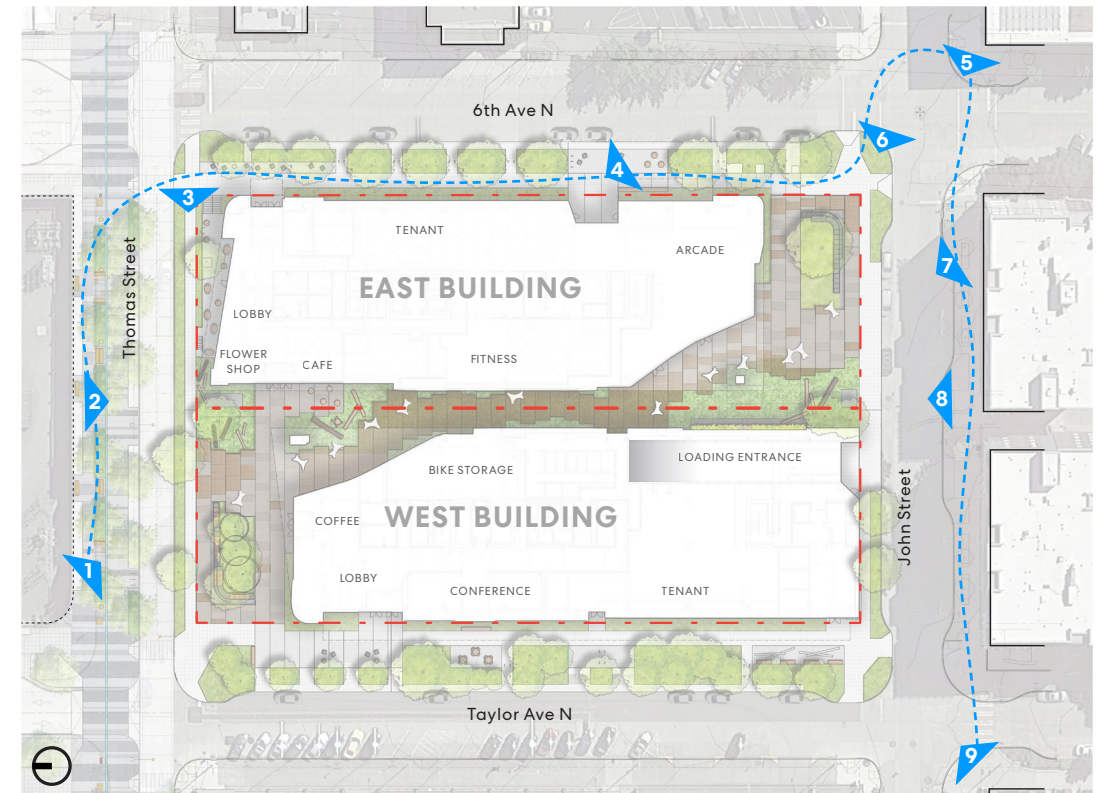 6th Ave N
5
6
4
3
TENANT
ARCADE
EAST BUILDING
Thomas Street
LOBBY
7
FLOWER
SHOP
CAFE
FITNESS
2
8
LOADING ENTRANCE
BIKE STORAGE
COFFEE
WEST BUILDING
John Street
1
LOBBY
CONFERENCE
TENANT
Taylor Ave N
9